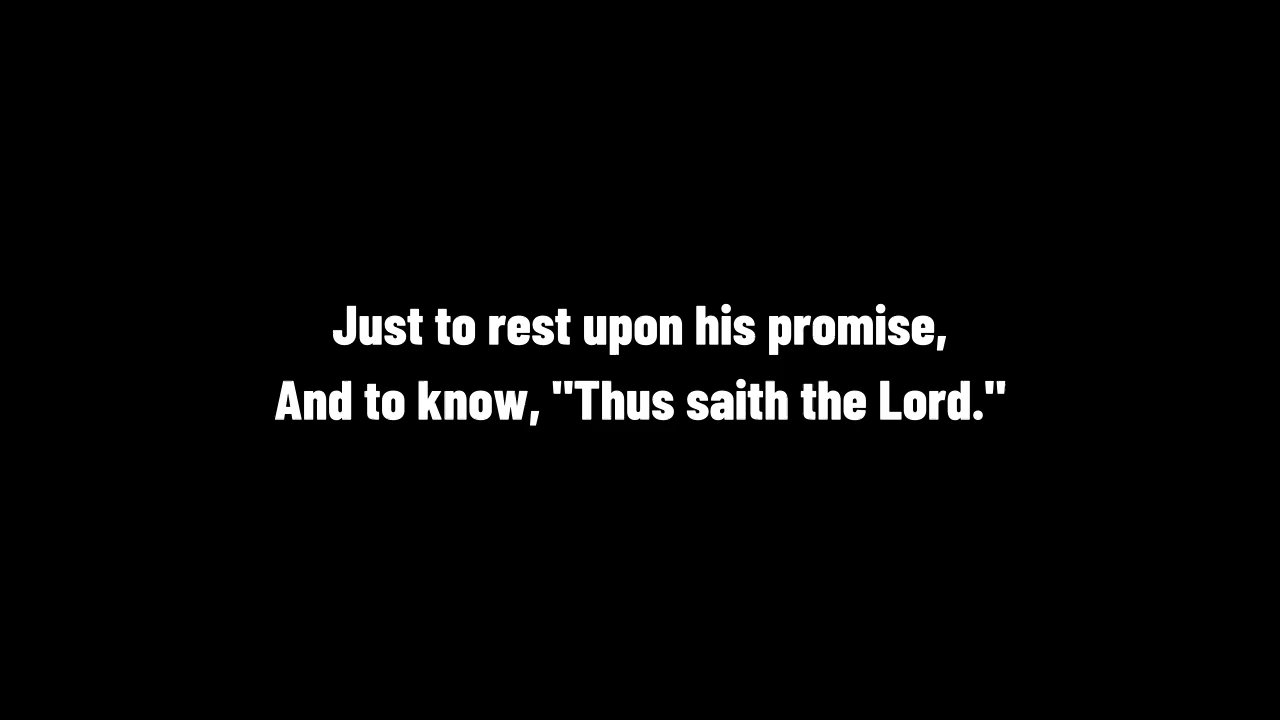 Just to rest upon his promise,
And to know, "Thus saith the Lord."